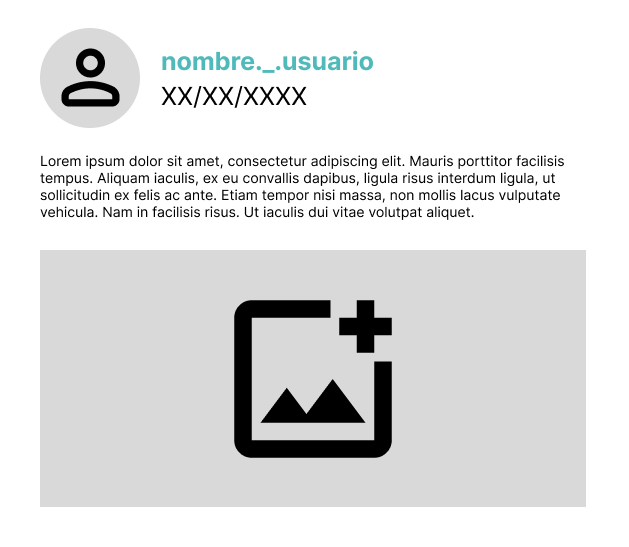 nombre._.usuario
XX/XX/XXXX
Lorem ipsum dolor sit amet, consectetur adipiscing elit. Mauris porttitor facilisis
tempus. Aliquam iaculis, ex eu convallis dapibus, ligula risus interdum ligula, ut
sollicitudin ex felis ac ante. Etiam tempor nisi massa, non mollis lacus vulputate
vehicula. Nam in facilisis risus. Ut iaculis dui vitae volutpat aliquet.